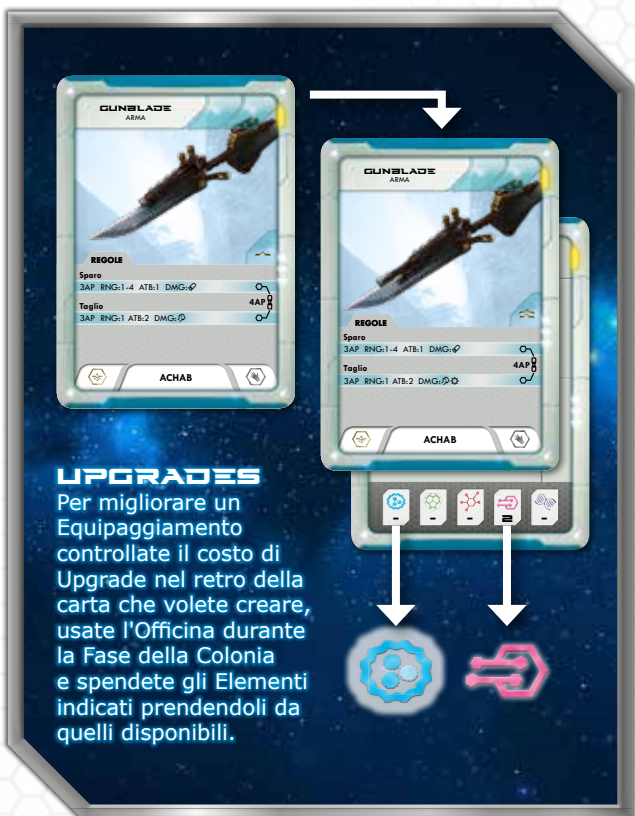 GUNBLADE
ARMA
REGOLE
Sparo
3AP RNG:1-4 ATB:1 DMG:
Taglio
4AP
3AP RNG:1 ATB:2 DMG:
ACHAB
GUNBLADE
ARMA
REGOLE
Sparo
3AP RNG:1-4 ATB:1 DMG:
Taglio
4AP
3AP RNG:1 ATB:2 DMG:
ACHAB
- - - 2 -
UPGRADES
Per migliorare un
Equipaggiamento
controllate il costo di
Upgrade nel retro della
carta che volete creare,
usate l'Officina durante
la Fase della Colonia
e spendete gli Elementi
indicati prendendoli da
quelli disponibili.